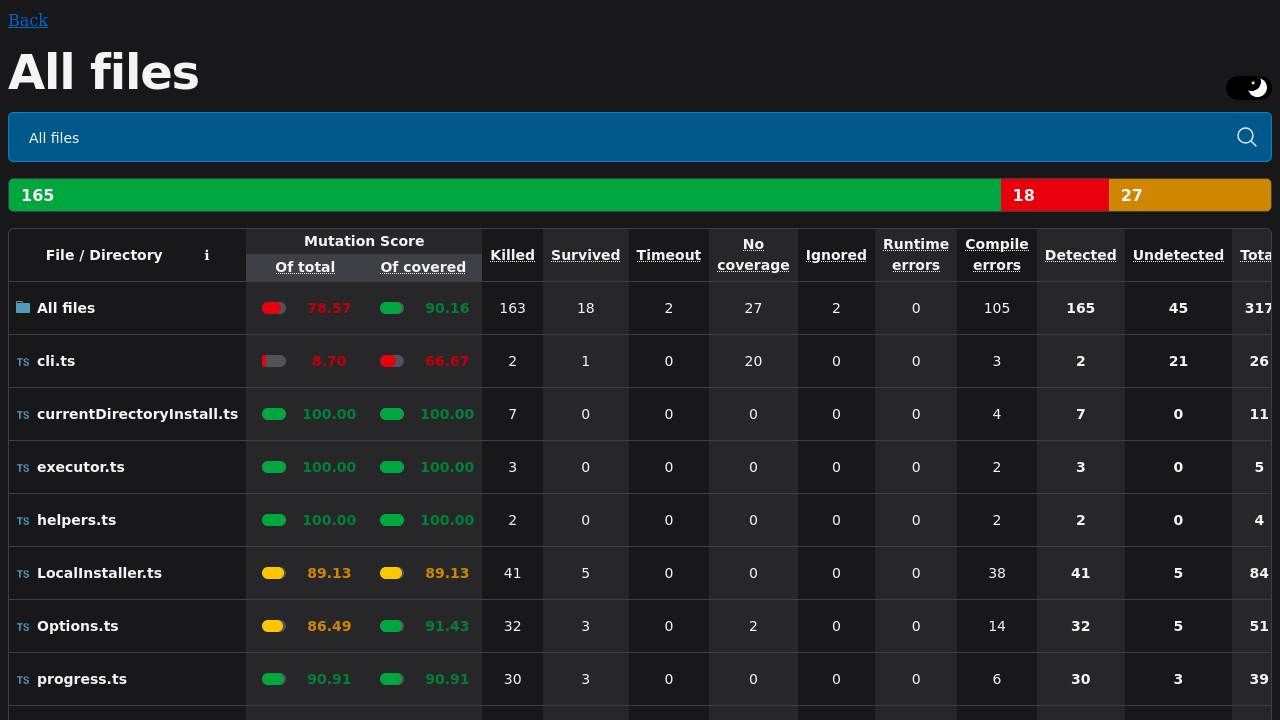 Back
All files
All files
165 18 27
File / Directory ℹ Mutation Score Killed Survived Timeout No coverage Ignored Runtime errors Compile errors Detected Undetected Tota
Of total Of covered
All files 78.57 90.16 163 18 2 27 2 0 105 165 45 317
TS cli.ts 8.70 66.67 2 1 0 20 0 0 3 2 21 26
TS currentDirectoryInstall.ts 100.00 100.00 7 0 0 0 0 0 4 7 0 11
TS executor.ts 100.00 100.00 3 0 0 0 0 0 2 3 0 5
TS helpers.ts 100.00 100.00 2 0 0 0 0 0 2 2 0 4
TS LocalInstaller.ts 89.13 89.13 41 5 0 0 0 0 38 41 5 84
TS Options.ts 86.49 91.43 32 3 0 2 0 0 14 32 5 51
TS progress.ts 90.91 90.91 30 3 0 0 0 0 6 30 3 39